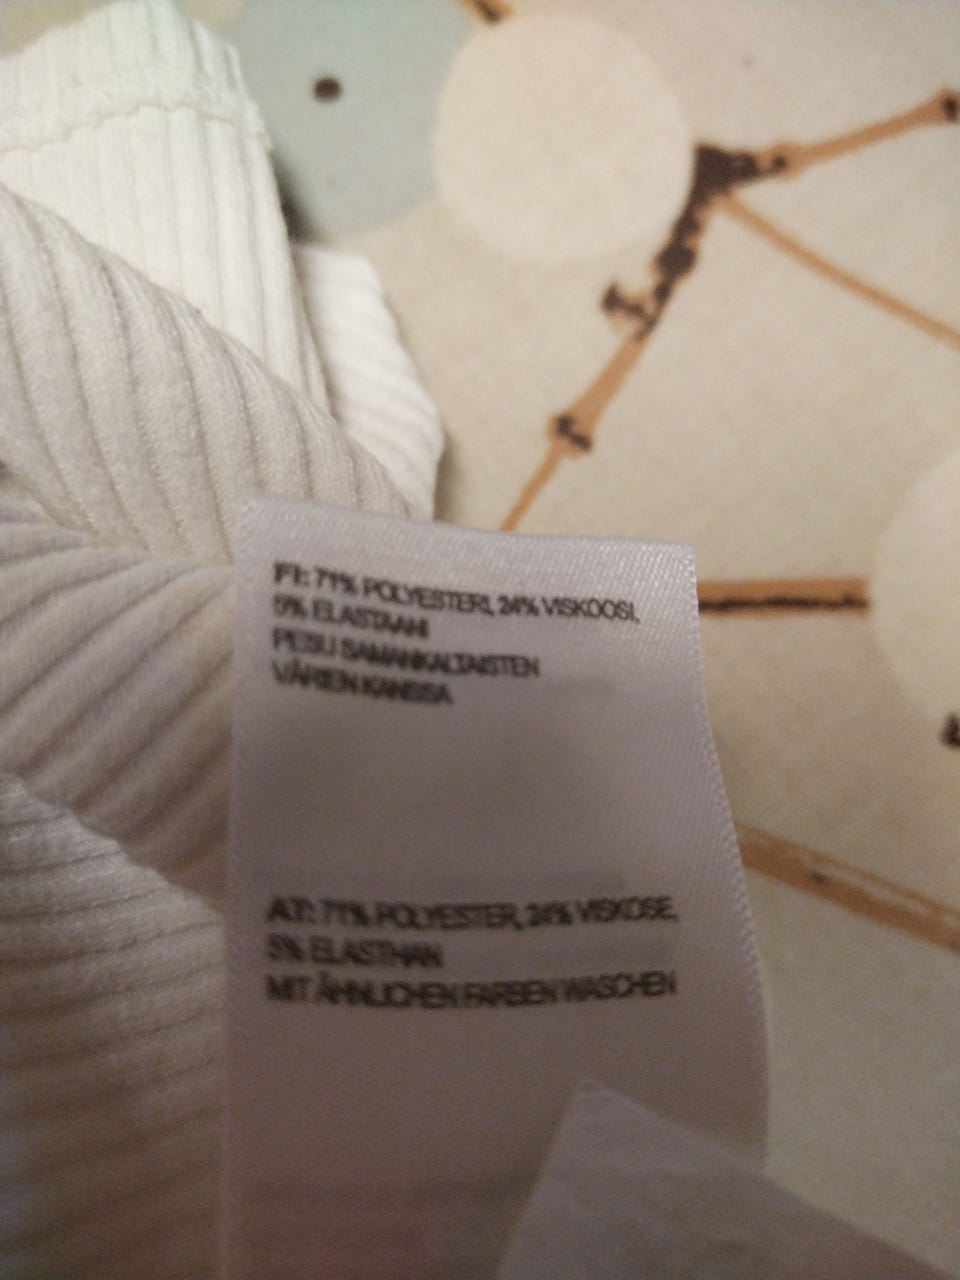 FI: 71% POLYESTERI, 24% VISKOOSI,
5% ELASTAANI
PESU SAMANKALTAISTEN
VÄRIEN KANSSA
AT: 71% POLYESTER, 24% VISKOSE,
5% ELASTHAN
MIT ÄHNLICHEN FARBEN WASCHEN